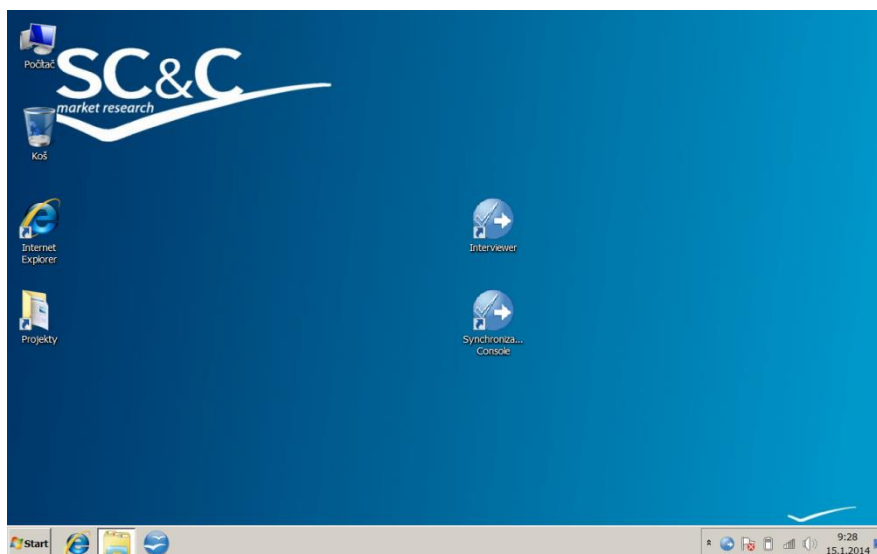 Počítač
SC&C
market research
Koš
Internet
Explorer
Projekty
Interviewer
Synchroniza...
Console
Start
9:28
15.1.2014